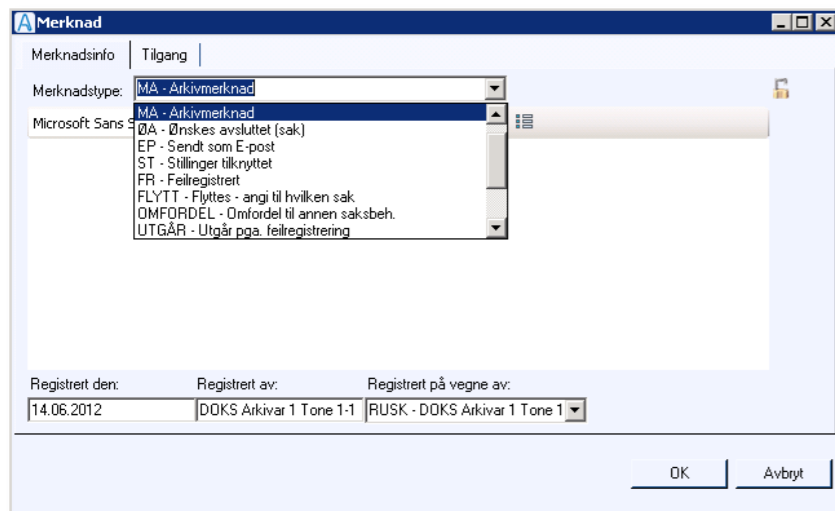 Merknad
Merknadsinfo Tilgang
Merknadstype: MA - Arkivmerknad
Microsoft Sans S
MA - Arkivmerknad
ØA - Ønskes avsluttet (sak)
EP - Sendt som E-post
ST - Stillinger tilknyttet
FR - Feilregistrert
FLYTT - Flyttes - angi til hvilken sak
OMFORDEL - Omfordel til annen saksbeh.
UTGÅR - Utgår pga. feilregistrering
Registrert den: Registrert av: Registrert på vegne av:
14.06.2012 DOKS Arkivar 1 Tone 1-1 RUSK - DOKS Arkivar 1 Tone 1
OK Avbryt